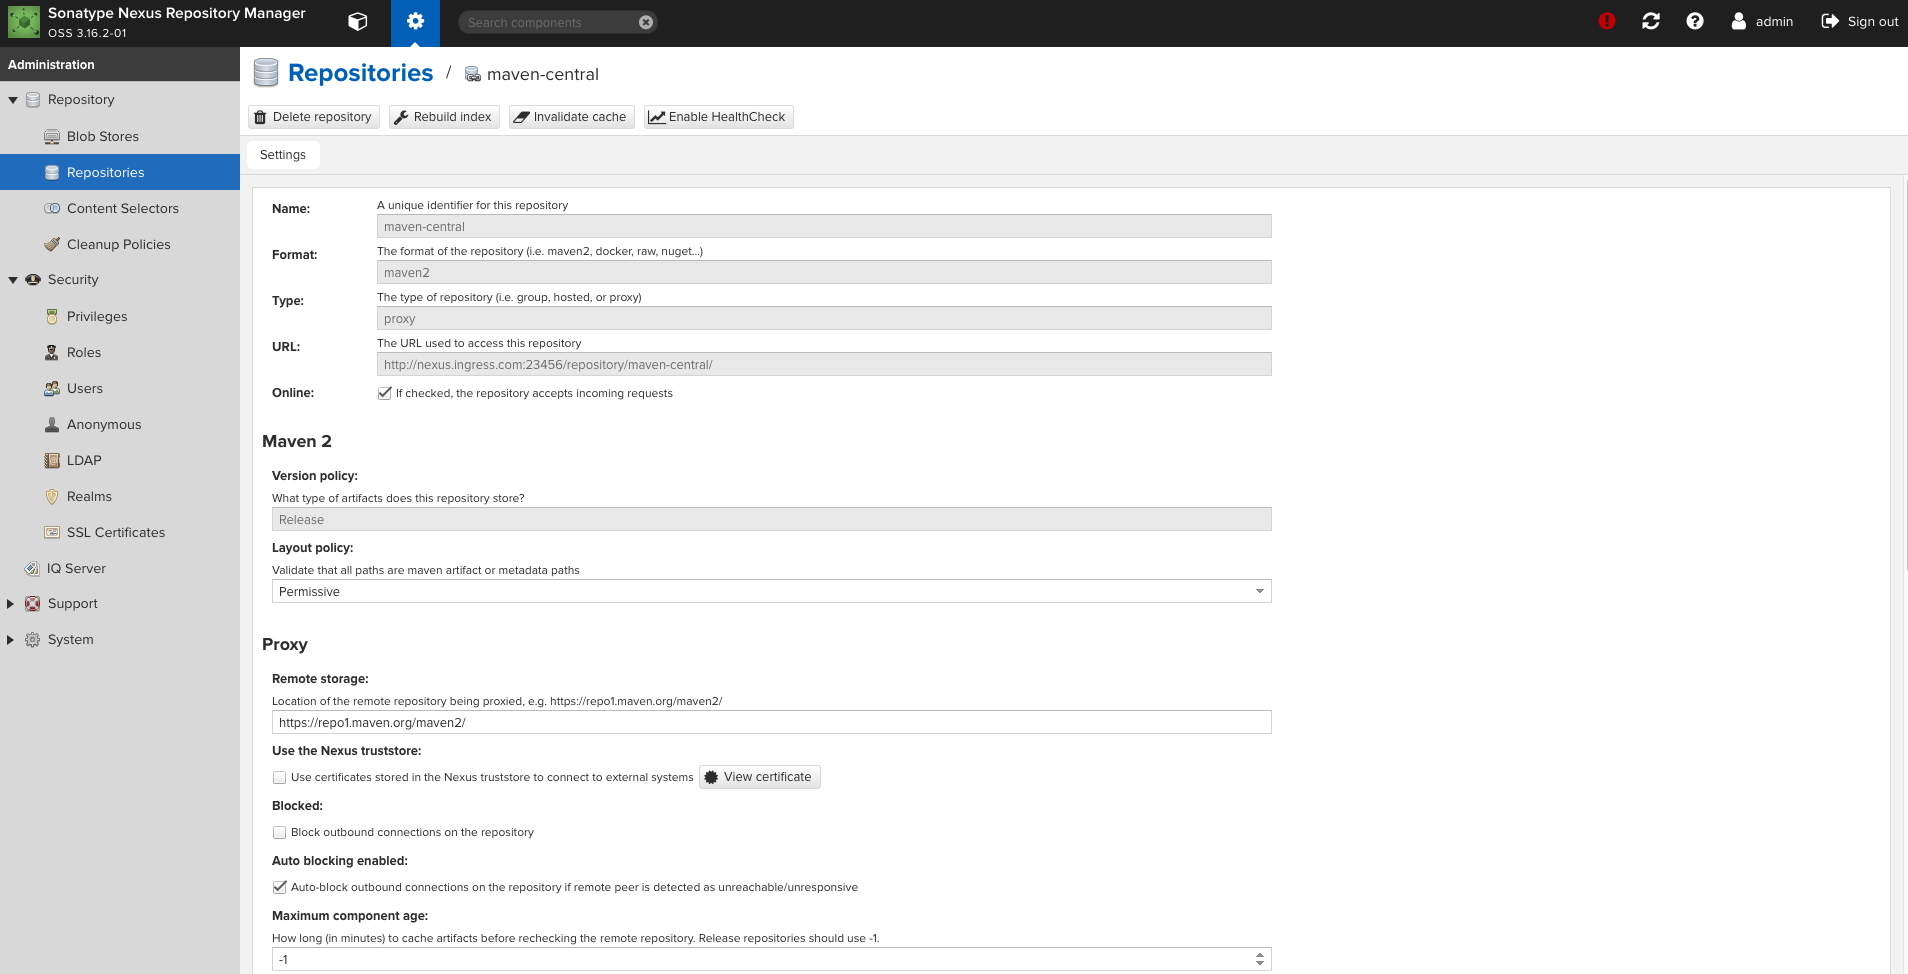 Sonatype Nexus Repository Manager
OSS 3.16.2-01
Search components
admin
Sign out
Administration
Repository
Blob Stores
Repositories
Content Selectors
Cleanup Policies
Security
Privileges
Roles
Users
Anonymous
LDAP
Realms
SSL Certificates
IQ Server
Support
System
Repositories / maven-central
Delete repository
Rebuild index
Invalidate cache
Enable HealthCheck
Settings
Name:
A unique identifier for this repository
maven-central
Format:
The format of the repository (i.e. maven2, docker, raw, nuget...)
maven2
Type:
The type of repository (i.e. group, hosted, or proxy)
proxy
URL:
The URL used to access this repository
http://nexus.ingress.com:23456/repository/maven-central/
Online:
If checked, the repository accepts incoming requests
Maven 2
Version policy:
What type of artifacts does this repository store?
Release
Layout policy:
Validate that all paths are maven artifact or metadata paths
Permissive
Proxy
Remote storage:
Location of the remote repository being proxied, e.g. https://repo1.maven.org/maven2/
https://repo1.maven.org/maven2/
Use the Nexus truststore:
Use certificates stored in the Nexus truststore to connect to external systems
View certificate
Blocked:
Block outbound connections on the repository
Auto blocking enabled:
Auto-block outbound connections on the repository if remote peer is detected as unreachable/unresponsive
Maximum component age:
How long (in minutes) to cache artifacts before rechecking the remote repository. Release repositories should use -1.
-1